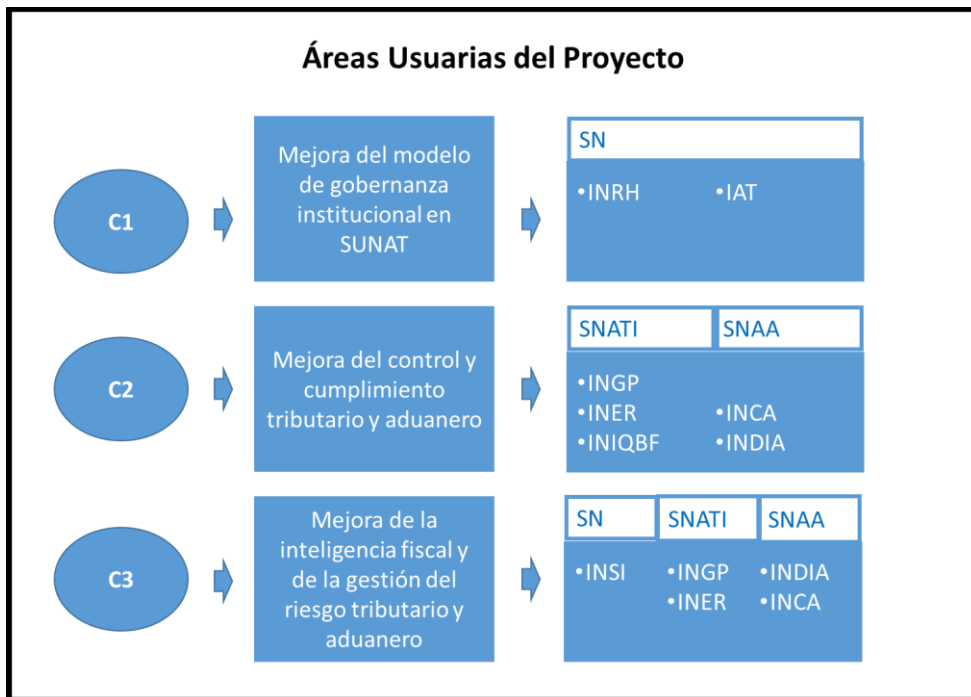 Áreas Usuarias del Proyecto
C1
Mejora del modelo
de gobernanza
institucional en
SUNAT
SN
•INRH •IAT
C2
Mejora del control y
cumplimiento
tributario y aduanero
SNATI SNAA
•INGP
•INER •INCA
•INIQBF •INDIA
C3
Mejora de la
inteligencia fiscal y
de la gestión del
riesgo tributario y
aduanero
SN SNATI SNAA
•INSI •INGP •INDIA
•INER •INCA